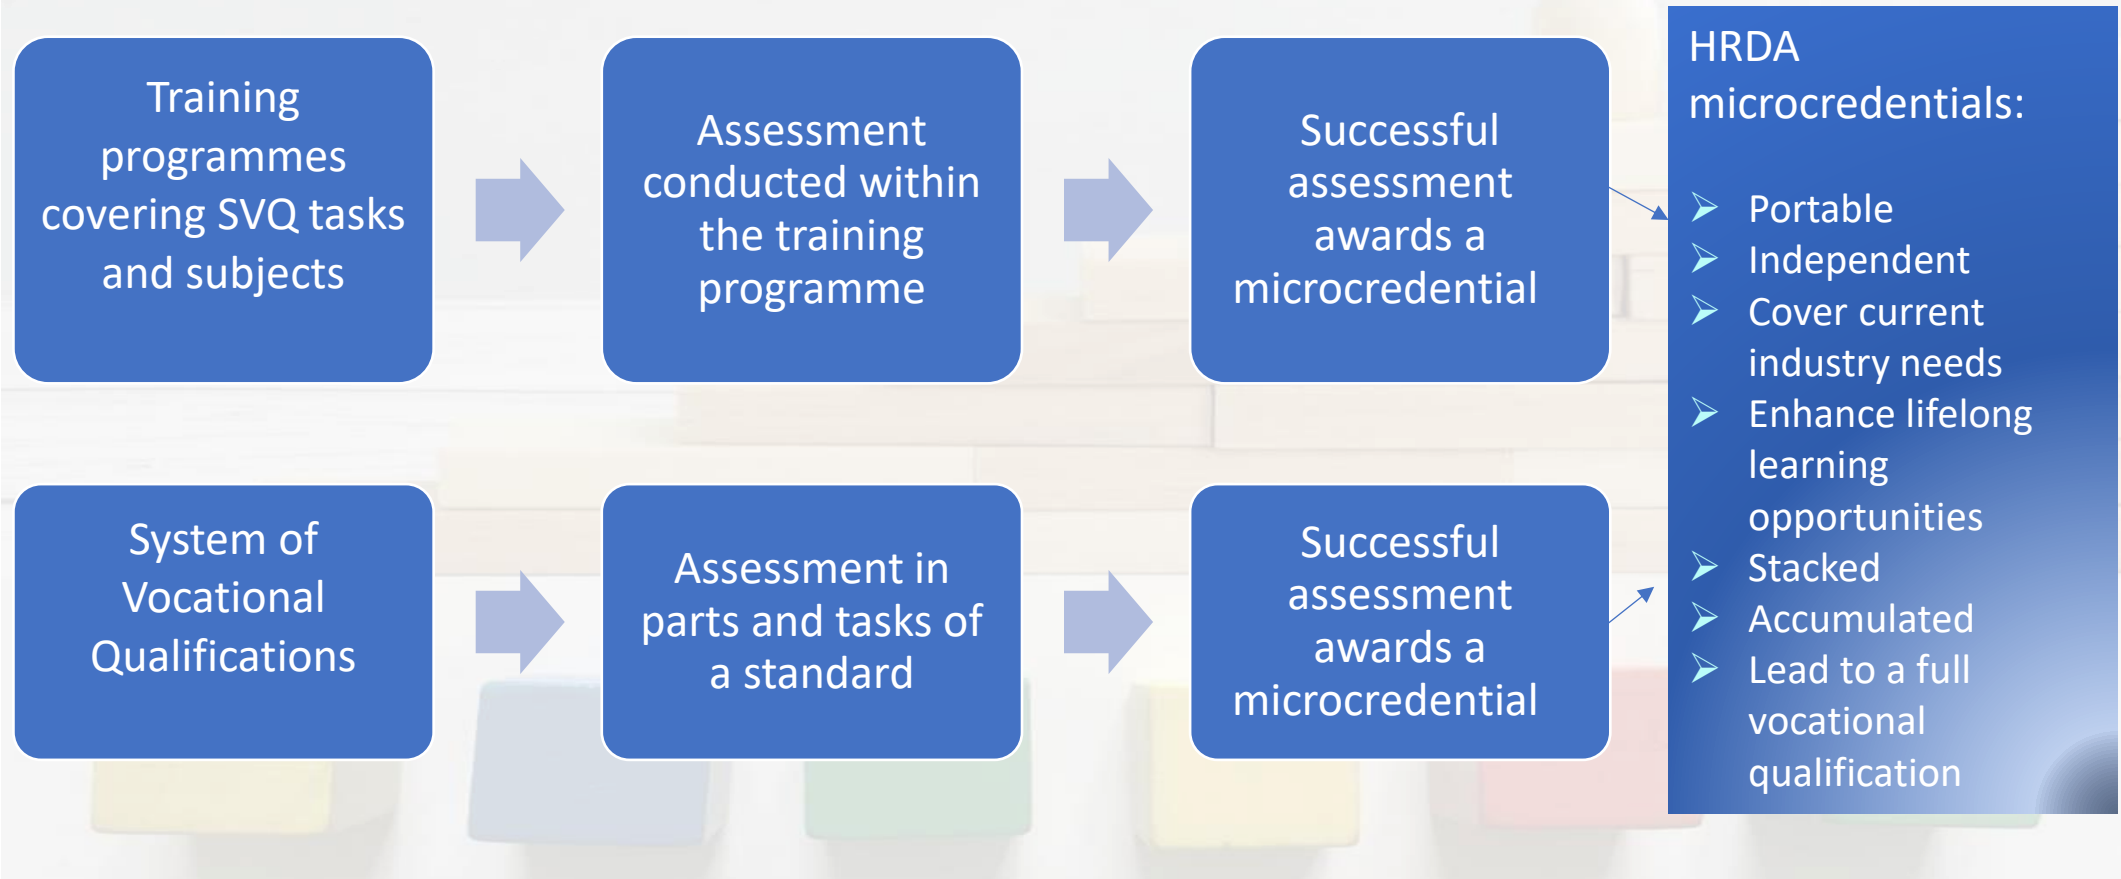 Training
programmes
covering SVQ tasks
and subjects
Assessment
conducted within
the training
programme
Successful
assessment
awards a
microcredential
System of
Vocational
Qualifications
Assessment in
parts and tasks of
a standard
Successful
assessment
awards a
microcredential
HRDA
microcredentials:
Portable
Independent
Cover current
industry needs
Enhance lifelong
learning
opportunities
Stacked
Accumulated
Lead to a full
vocational
qualification